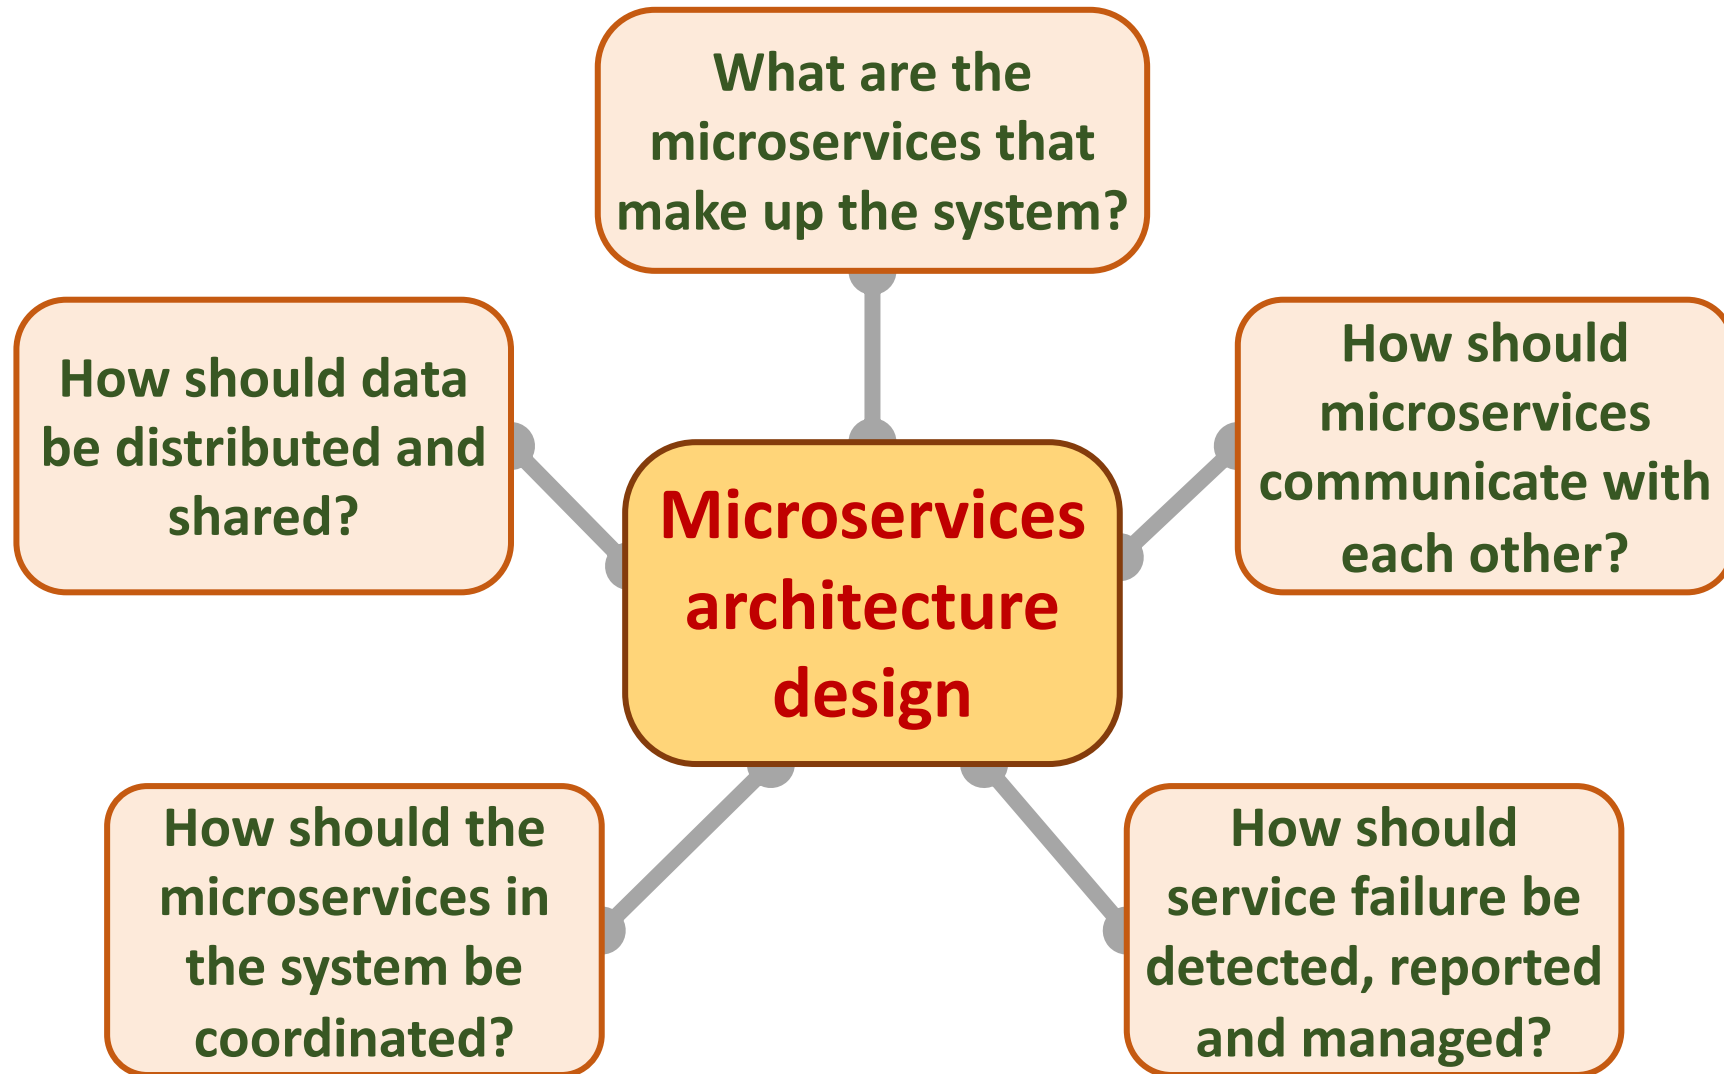 What are the
microservices that
make up the system?
How should data
be distributed and
shared?
How should
microservices
communicate with
each other?
Microservices
architecture
design
How should the
microservices in
the system be
coordinated?
How should
service failure be
detected, reported
and managed?